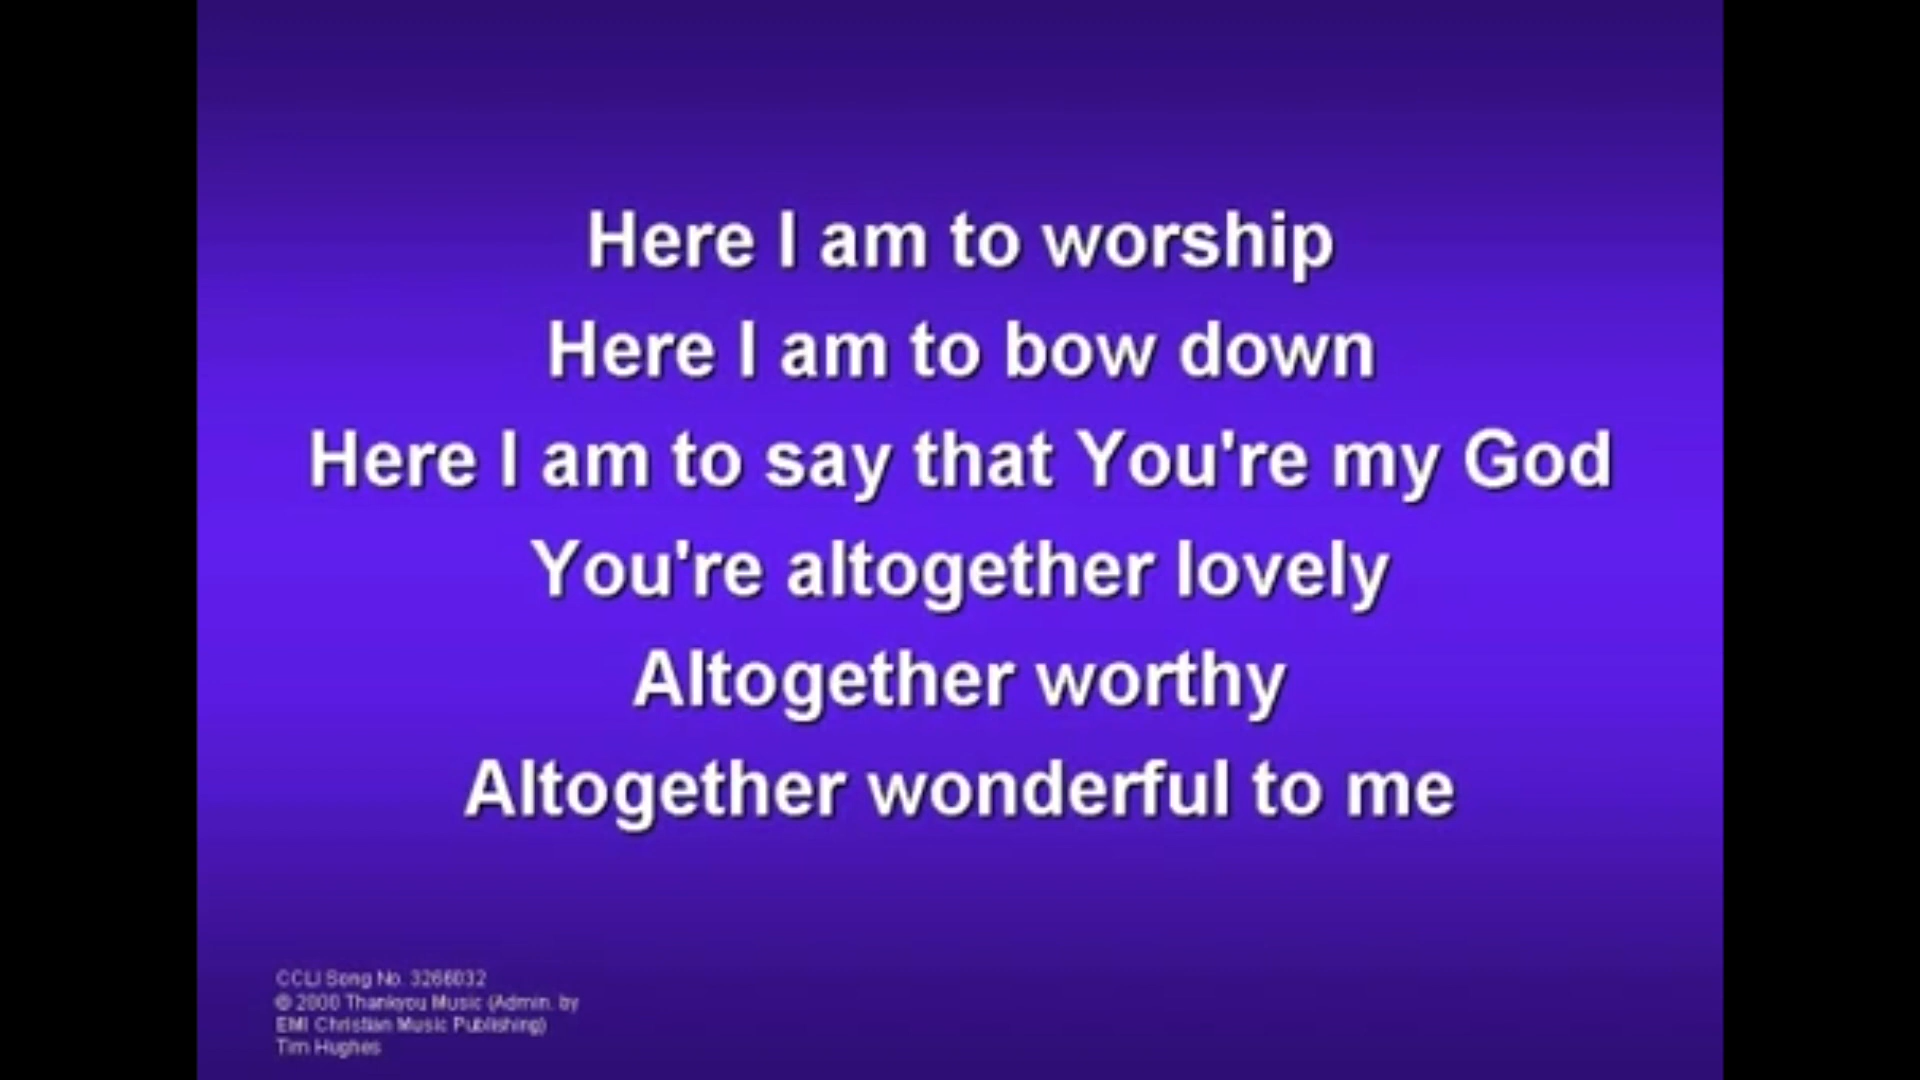 Here I am to worship
Here I am to bow down
Here I am to say that You're my God
You're altogether lovely
Altogether worthy
Altogether wonderful to me
CCLI Song No. 3266032
© 2000 Thankyou Music (Admin. by
EMI Christian Music Publishing)
Tim Hughes